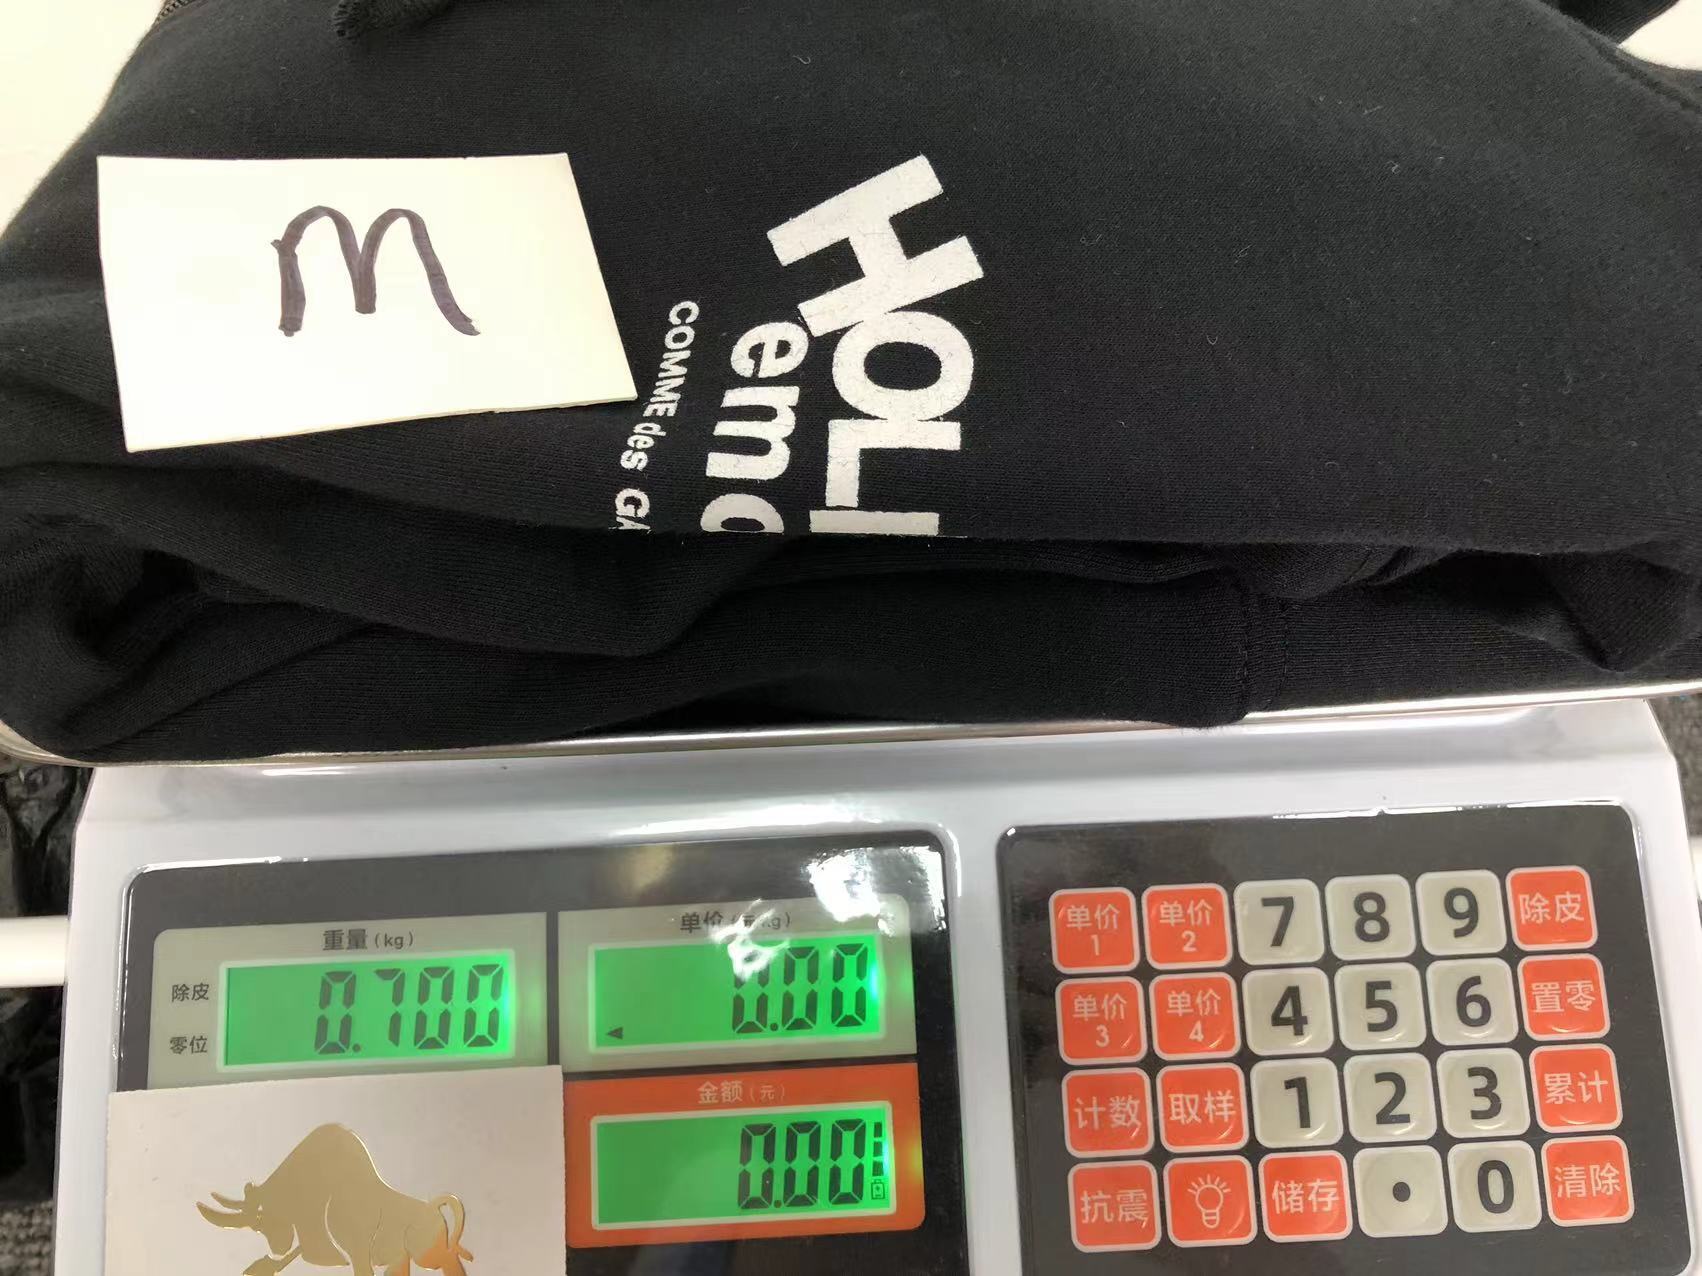 m
HOLI
em
COMME des GA
重量(kg)
除皮
零位
0.700
单价(元/kg)
0.00
金额(元)
0.00
单价1 单价2 7 8 9 除皮
单价3 单价4 4 5 6 置零
计数 取样 1 2 3 累计
抗震 储存 • 0 清除